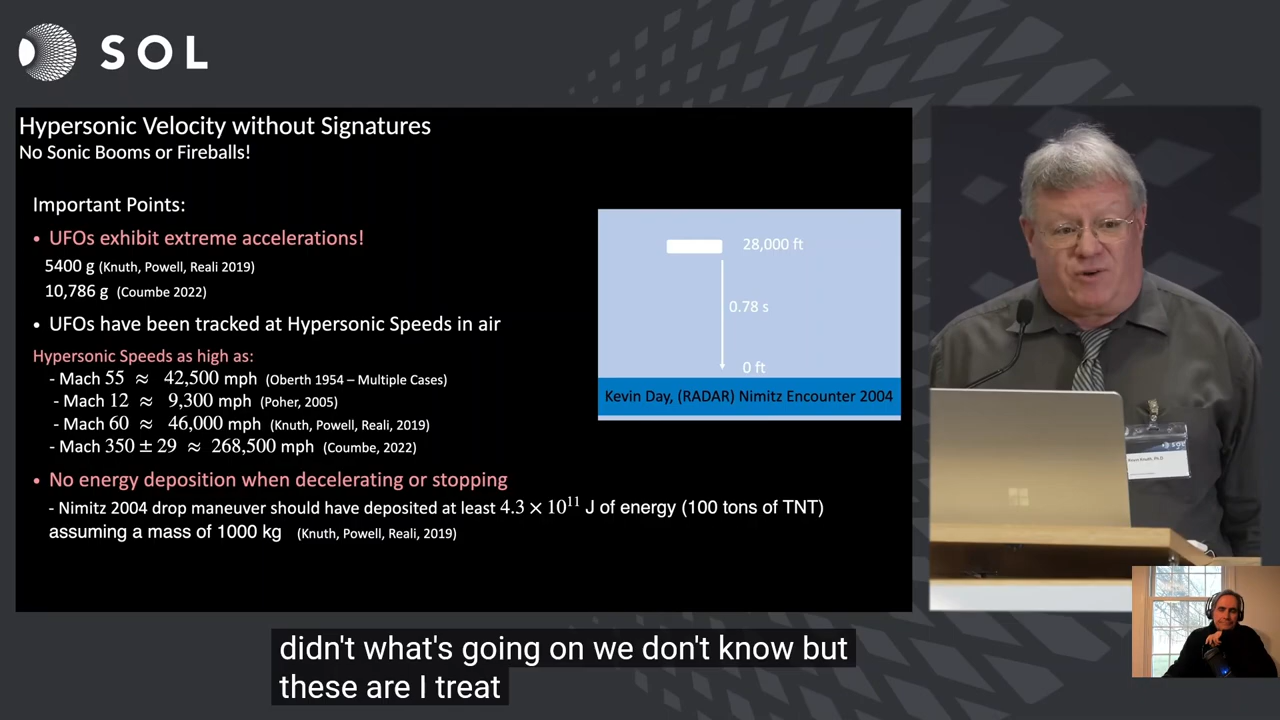 SOL
Hypersonic Velocity without Signatures
No Sonic Booms or Fireballs!
Important Points:
• UFOs exhibit extreme accelerations!
5400 g (Knuth, Powell, Reali 2019)
10,786 g (Coumbe 2022)
• UFOs have been tracked at Hypersonic Speeds in air
Hypersonic Speeds as high as:
- Mach 55 ≈ 42,500 mph (Oberth 1954 – Multiple Cases)
- Mach 12 ≈ 9,300 mph (Poher, 2005)
- Mach 60 ≈ 46,000 mph (Knuth, Powell, Reali, 2019)
- Mach 350 ± 29 ≈ 268,500 mph (Coumbe, 2022)
• No energy deposition when decelerating or stopping
- Nimitz 2004 drop maneuver should have deposited at least 4.3 × 10¹¹ J of energy (100 tons of TNT)
assuming a mass of 1000 kg (Knuth, Powell, Reali, 2019)
28,000 ft
0.78 s
0 ft
Kevin Day, (RADAR) Nimitz Encounter 2004
didn't what's going on we don't know but
these are I treat